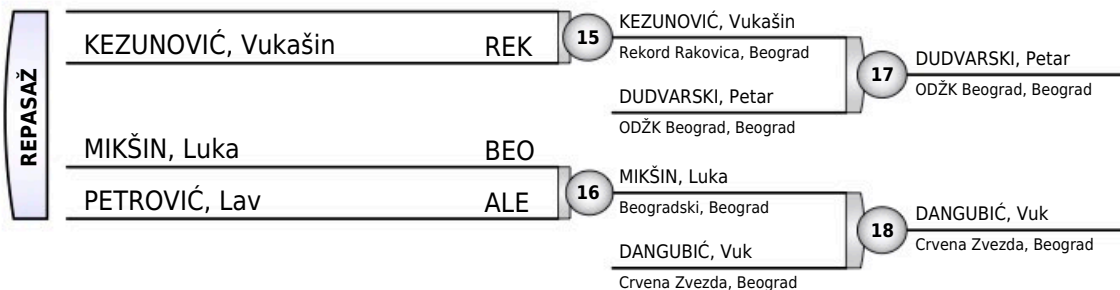 REPASAŽ
KEZUNOVIĆ, Vukašin REK
15
KEZUNOVIĆ, Vukašin
Rekord Rakovica, Beograd
DUDVARSKI, Petar
ODŽK Beograd, Beograd
17
DUDVARSKI, Petar
ODŽK Beograd, Beograd
MIKŠIN, Luka BEO
PETROVIĆ, Lav ALE
16
MIKŠIN, Luka
Beogradski, Beograd
DANGUBIĆ, Vuk
Crvena Zvezda, Beograd
18
DANGUBIĆ, Vuk
Crvena Zvezda, Beograd